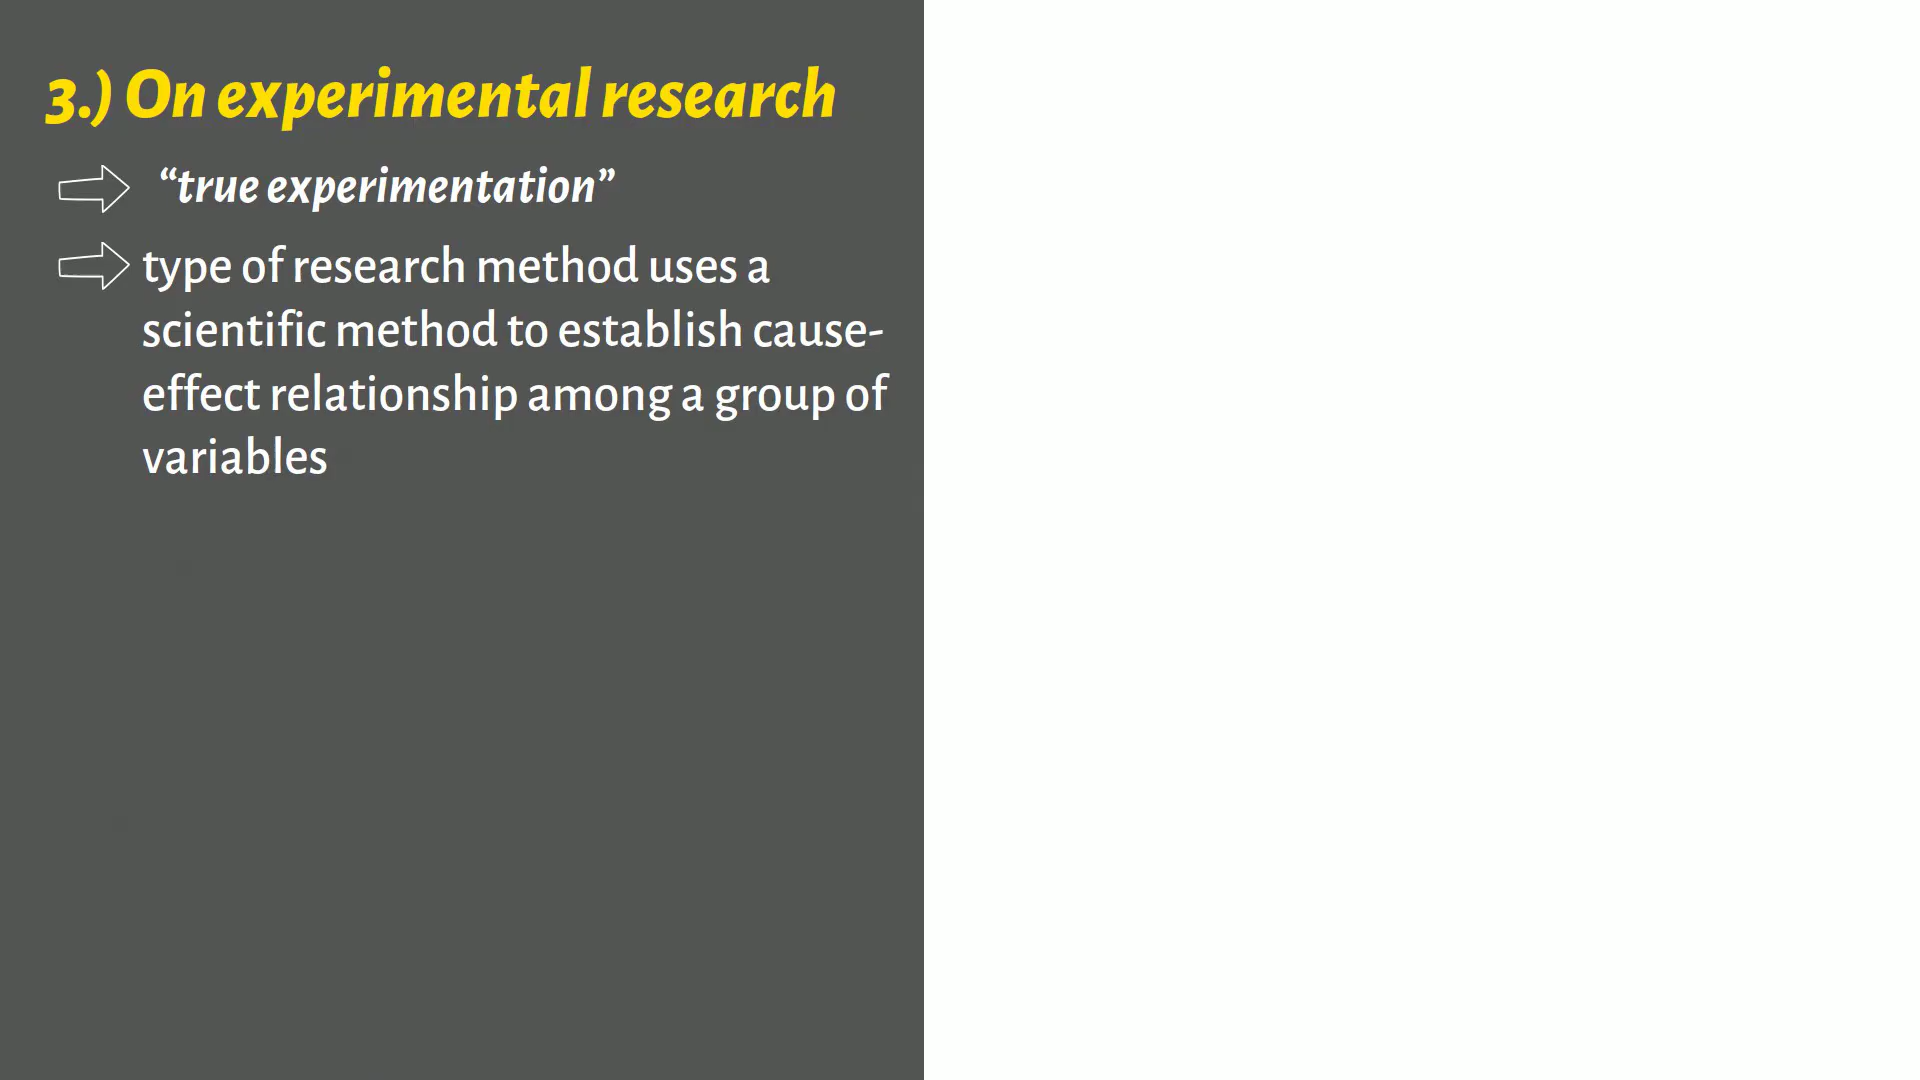 3.) On experimental research
“true experimentation”
type of research method uses a
scientific method to establish cause-
effect relationship among a group of
variables